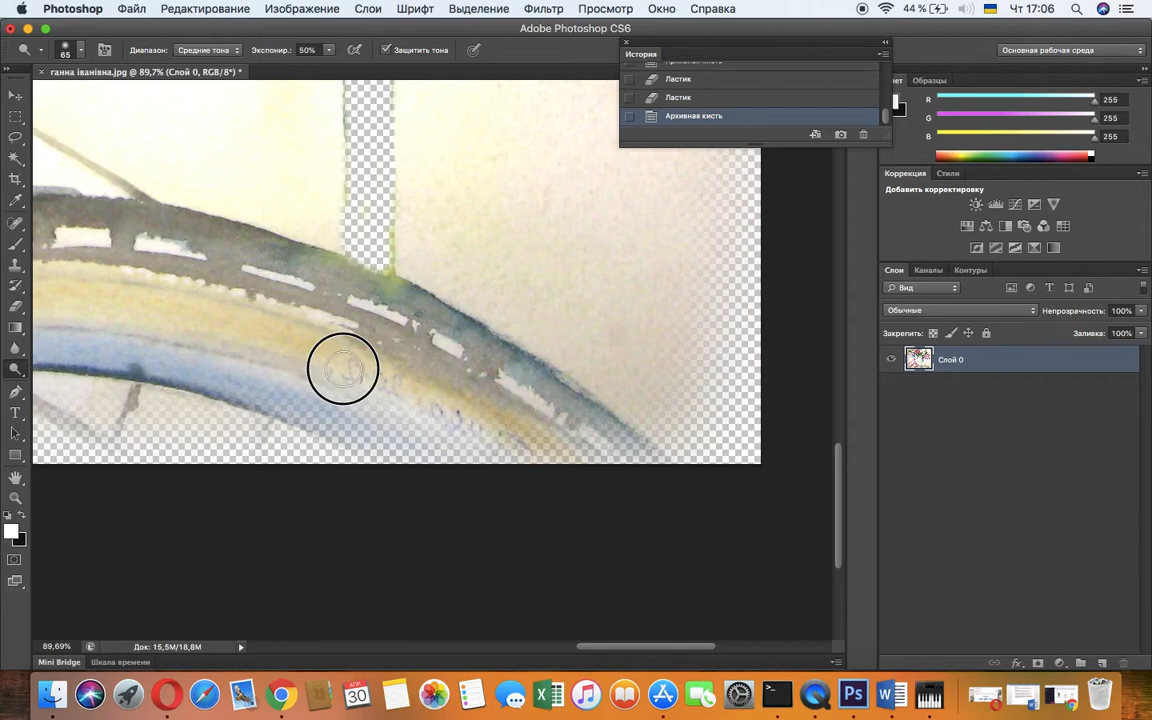 Photoshop Файл Редактирование Изображение Слои Шрифт Выделение Фильтр Просмотр Окно Справка 44 % Чт 17:06
Adobe Photoshop CS6
65 Диапазон: Средние тона Экспонир.: 50% Защитить тона Основная рабочая среда
История
ганна іванівна.jpg @ 89,7% (Слой 0, RGB/8*) *
Ластик
Ластик
Архивная кисть
Образцы
R 255
G 255
B 255
Коррекция Стили
Добавить корректировку
Слои Каналы Контуры
Вид
Обычные Непрозрачность: 100%
Закрепить: Заливка: 100%
Слой 0
89,69% Док: 15,5M/18,8M
Mini Bridge Шкала времени
АПР.
30